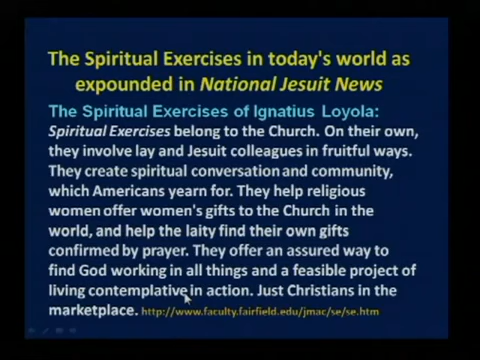 The Spiritual Exercises in today's world as
expounded in National Jesuit News
The Spiritual Exercises of Ignatius Loyola:
Spiritual Exercises belong to the Church. On their own,
they involve lay and Jesuit colleagues in fruitful ways.
They create spiritual conversation and community,
which Americans yearn for. They help religious
women offer women's gifts to the Church in the
world, and help the laity find their own gifts
confirmed by prayer. They offer an assured way to
find God working in all things and a feasible project of
living contemplative in action. Just Christians in the
marketplace. http://www.faculty.fairfield.edu/jmac/se/se.htm